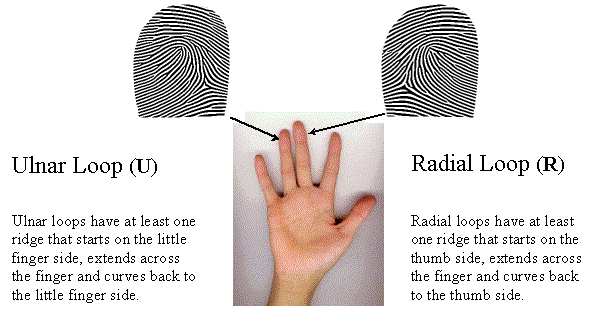 Ulnar Loop (U)
Ulnar loops have at least one
ridge that starts on the little
finger side, extends across
the finger and curves back to
the little finger side.
Radial Loop (R)
Radial loops have at least
one ridge that starts on the
thumb side, extends across
the finger and curves back
to the thumb side.